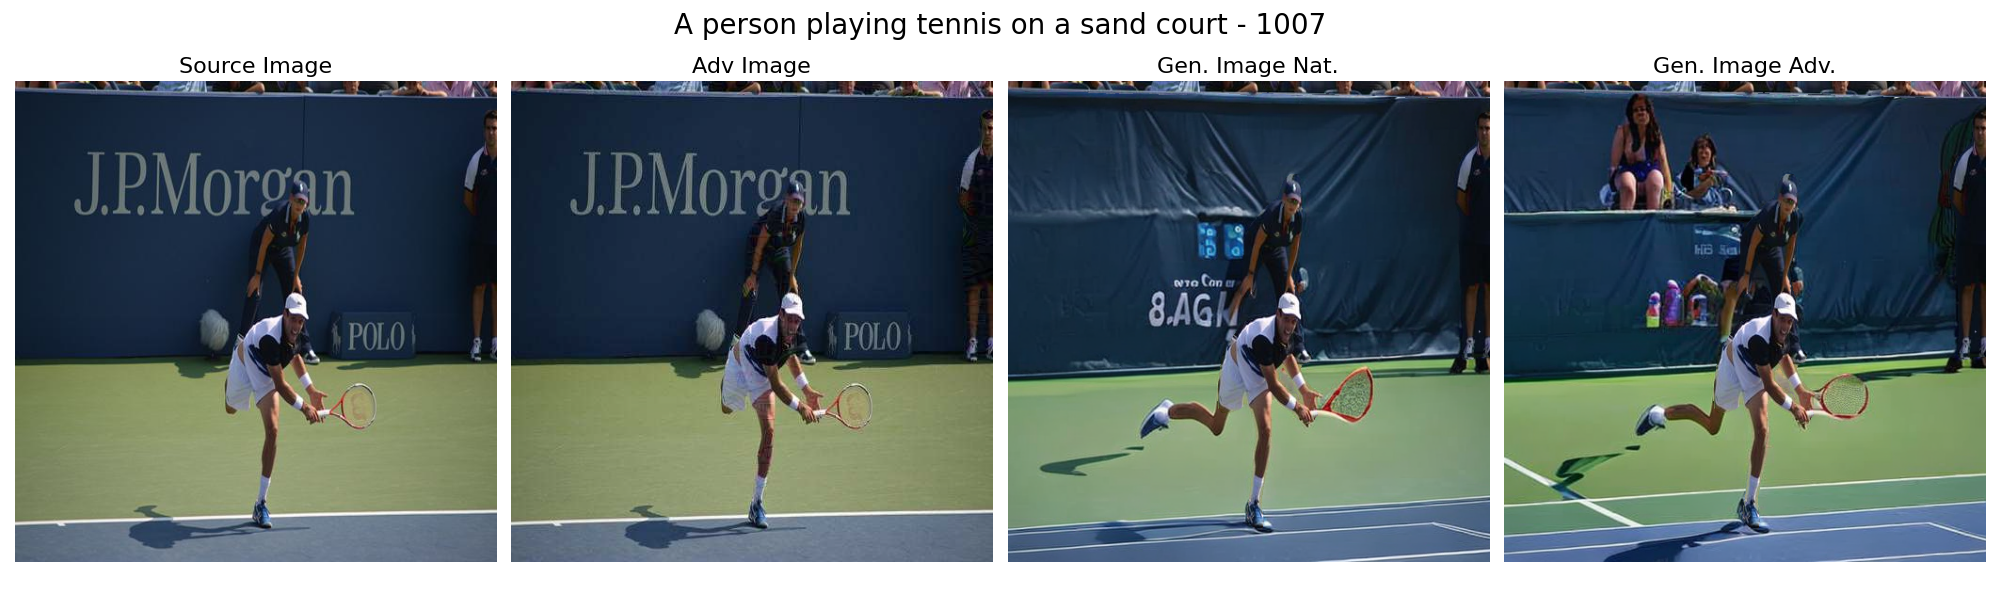 A person playing tennis on a sand court - 1007
Source Image
Adv Image
Gen. Image Nat.
Gen. Image Adv.
J.P.Morgan
POLO
J.P.Morgan
POLO